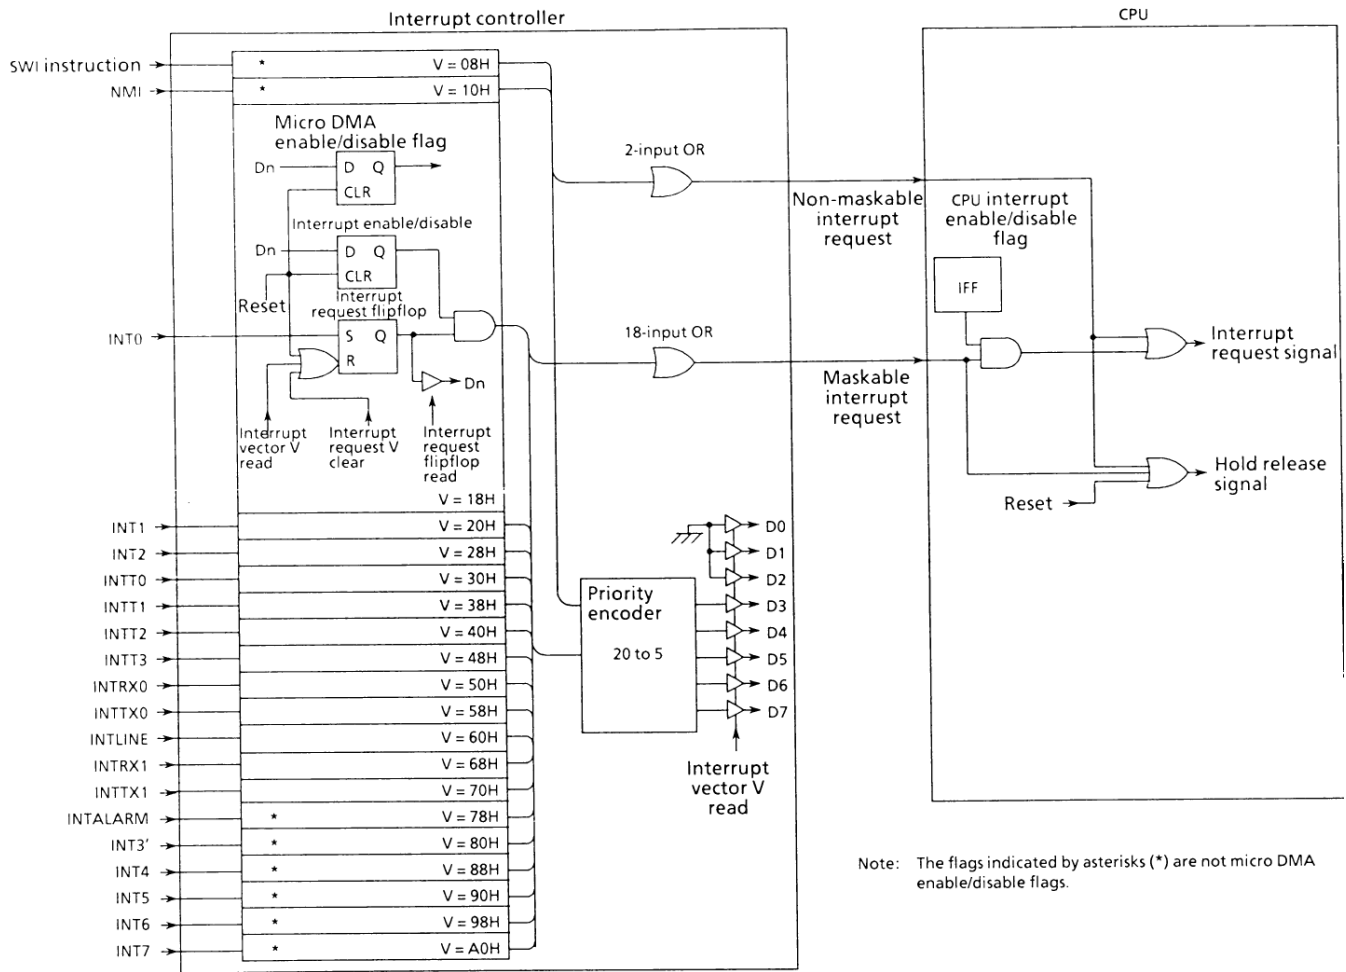 Interrupt controller
CPU
SWI instruction
* V = 08H
NMI
* V = 10H
Micro DMA
enable/disable flag
Dn
D Q
CLR
Interrupt enable/disable
Dn
D Q
CLR
Reset
Interrupt
request flipflop
INT0
S Q
R
Dn
Interrupt
vector V
read
Interrupt
request V
clear
Interrupt
request
flipflop
read
2-input OR
18-input OR
Non-maskable
interrupt
request
Maskable
interrupt
request
CPU interrupt
enable/disable
flag
IFF
Interrupt
request signal
Hold release
signal
Reset
V = 18H
INT1
V = 20H
INT2
V = 28H
INTT0
V = 30H
INTT1
V = 38H
INTT2
V = 40H
INTT3
V = 48H
INTRX0
V = 50H
INTTX0
V = 58H
INTLINE
V = 60H
INTRX1
V = 68H
INTTX1
V = 70H
INTALARM
* V = 78H
INT3'
* V = 80H
INT4
* V = 88H
INT5
* V = 90H
INT6
* V = 98H
INT7
* V = A0H
Priority
encoder
20 to 5
D0
D1
D2
D3
D4
D5
D6
D7
Interrupt
vector V
read
Note: The flags indicated by asterisks (*) are not micro DMA
enable/disable flags.